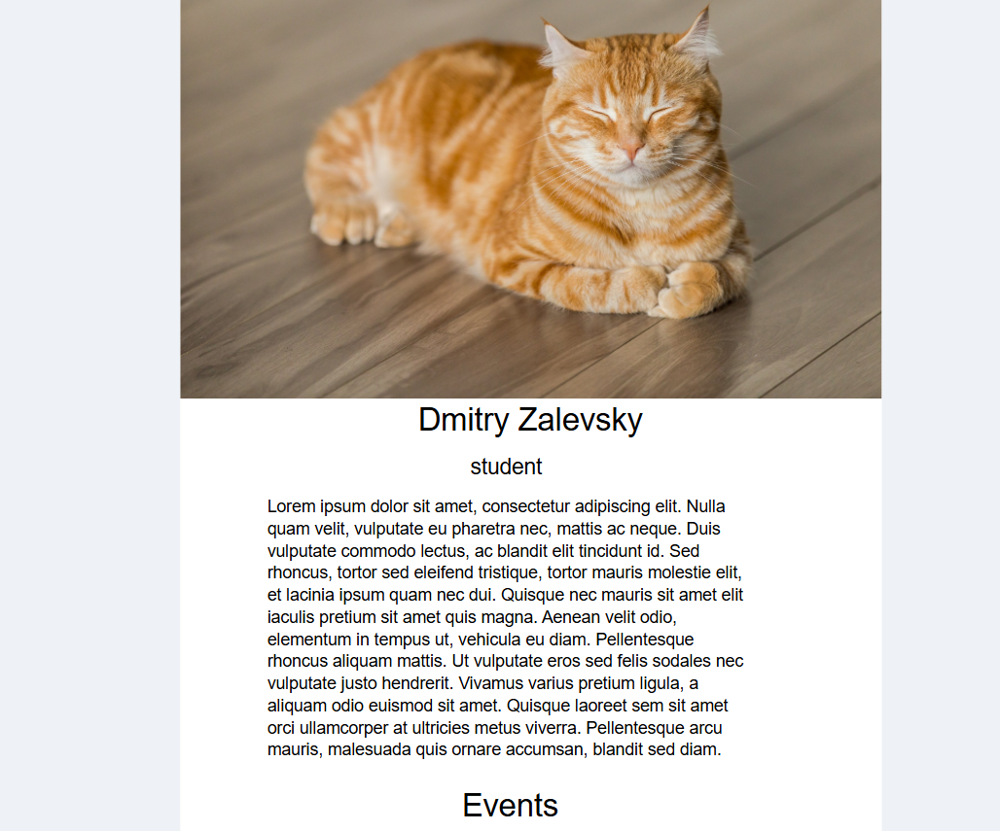 Dmitry Zalevsky
student
Lorem ipsum dolor sit amet, consectetur adipiscing elit. Nulla
quam velit, vulputate eu pharetra nec, mattis ac neque. Duis
vulputate commodo lectus, ac blandit elit tincidunt id. Sed
rhoncus, tortor sed eleifend tristique, tortor mauris molestie elit,
et lacinia ipsum quam nec dui. Quisque nec mauris sit amet elit
iaculis pretium sit amet quis magna. Aenean velit odio,
elementum in tempus ut, vehicula eu diam. Pellentesque
rhoncus aliquam mattis. Ut vulputate eros sed felis sodales nec
vulputate justo hendrerit. Vivamus varius pretium ligula, a
aliquam odio euismod sit amet. Quisque laoreet sem sit amet
orci ullamcorper at ultricies metus viverra. Pellentesque arcu
mauris, malesuada quis ornare accumsan, blandit sed diam.
Events